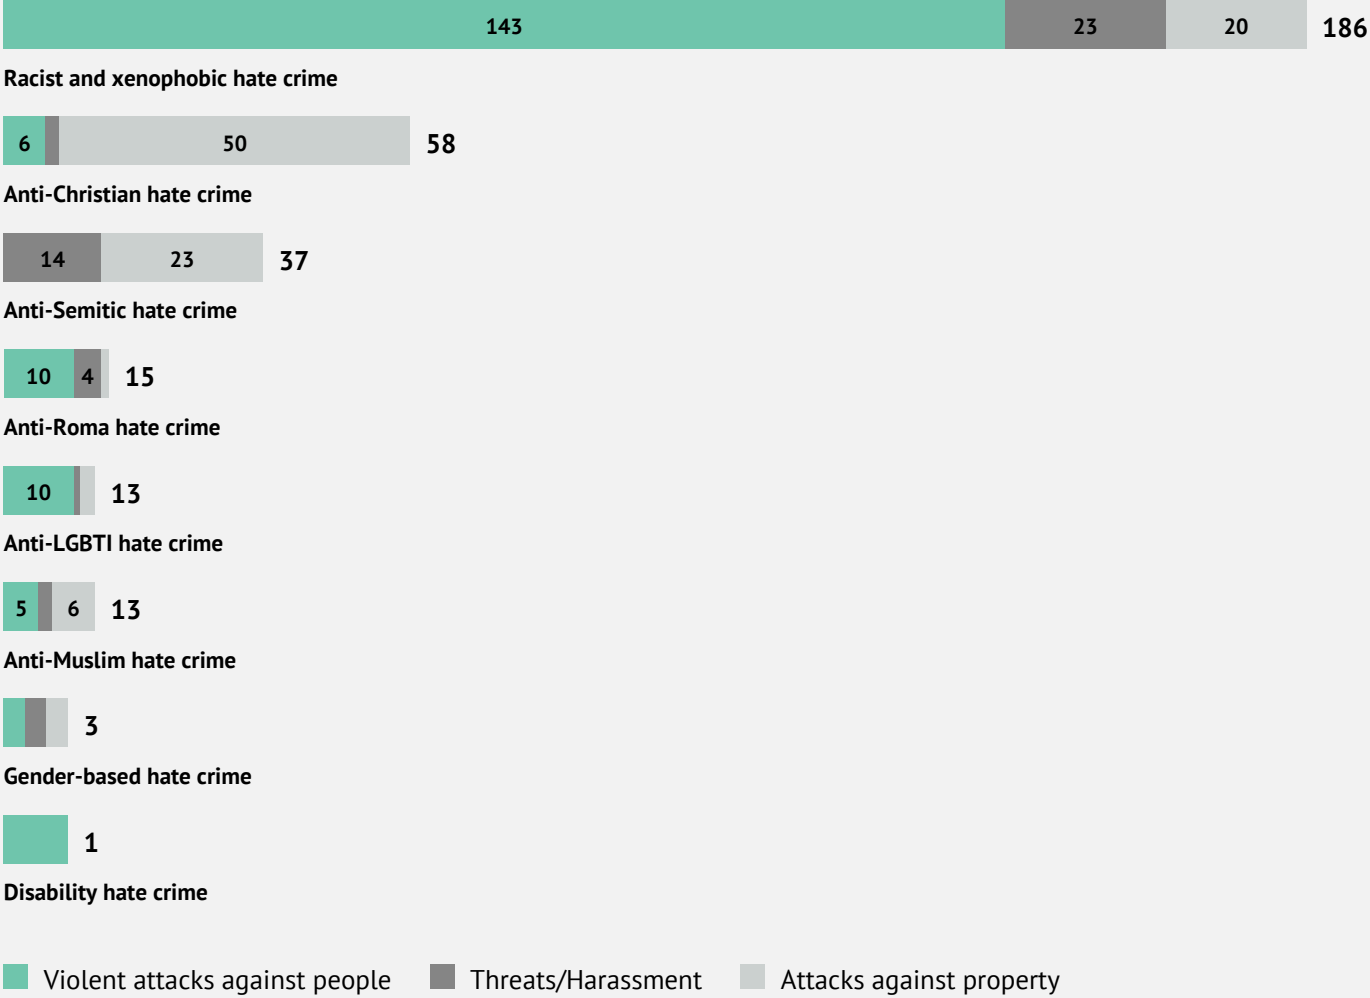 143 23 20 186
Racist and xenophobic hate crime
6 50 58
Anti-Christian hate crime
14 23 37
Anti-Semitic hate crime
10 4 15
Anti-Roma hate crime
10 13
Anti-LGBTI hate crime
5 6 13
Anti-Muslim hate crime
3
Gender-based hate crime
1
Disability hate crime
Violent attacks against people Threats/Harassment Attacks against property